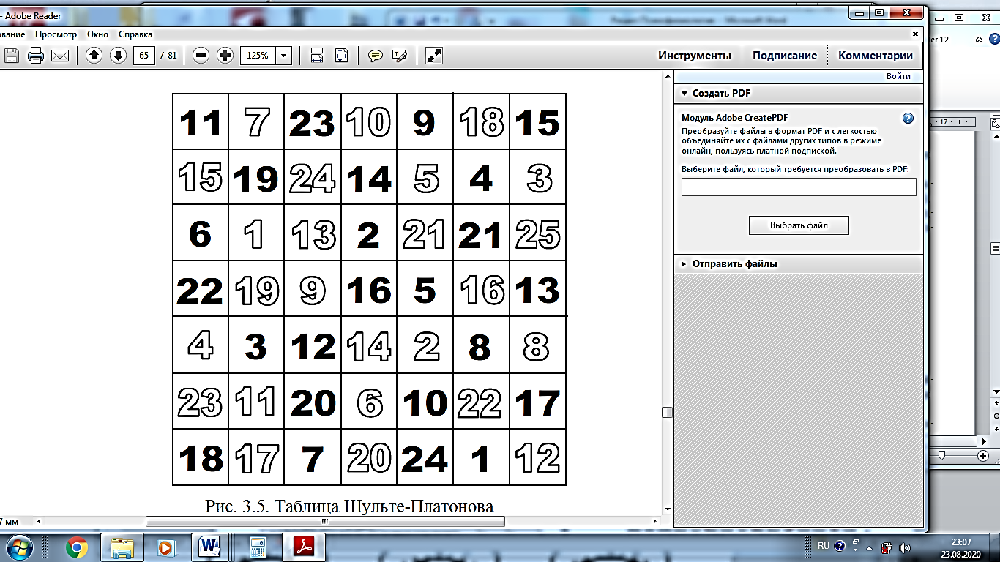 - Adobe Reader
ование Просмотр Окно Справка
65 / 81 125% Инструменты Подписание Комментарии
er 12
Войти
Создать PDF
Модуль Adobe CreatePDF
Преобразуйте файлы в формат PDF и с легкостью
объединяйте их с файлами других типов в режиме
онлайн, пользуясь платной подпиской.
Выберите файл, который требуется преобразовать в PDF:
Выбрать файл
Отправить файлы
17
11 7 23 10 9 18 15
15 19 24 14 5 4 3
6 1 13 2 21 21 25
22 19 9 16 5 16 13
4 3 12 14 2 8 8
23 11 20 6 10 22 17
18 17 7 20 24 1 12
Рис. 3.5. Таблица Шульте-Платонова
7 мм
RU
23:07
23.08.2020